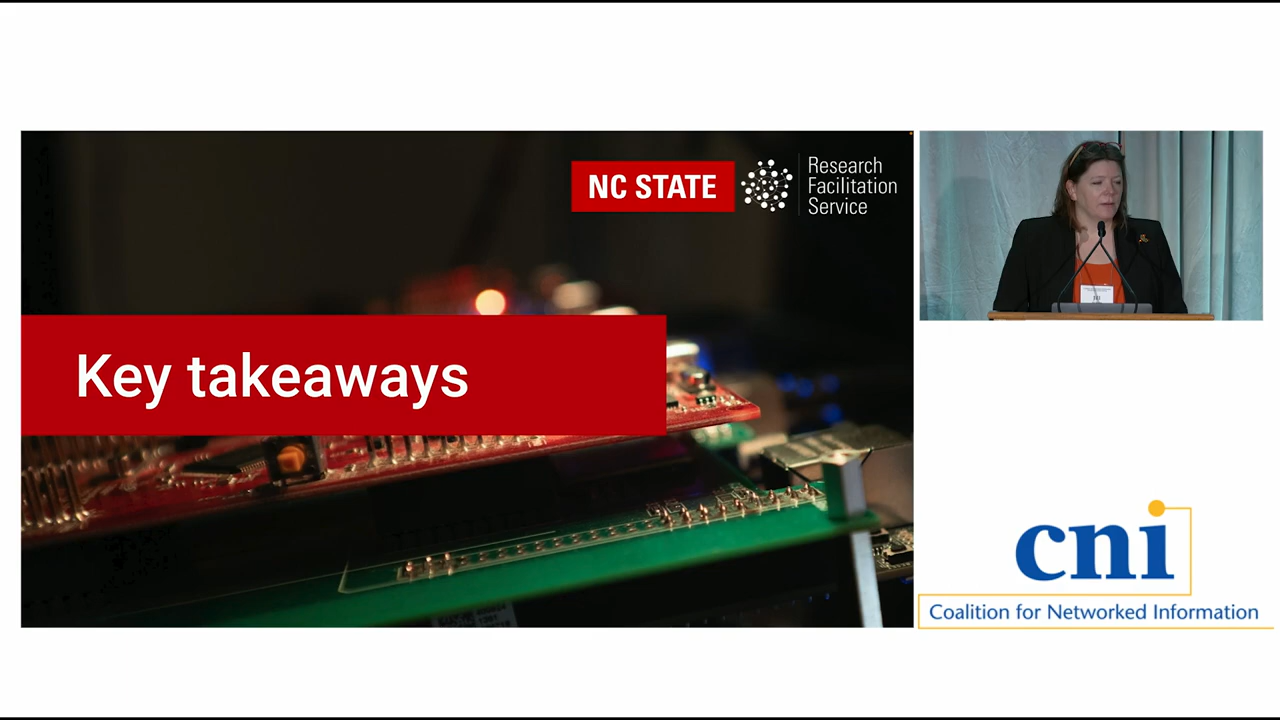 NC STATE
Research
Facilitation
Service
Key takeaways
cni
Coalition for Networked Information